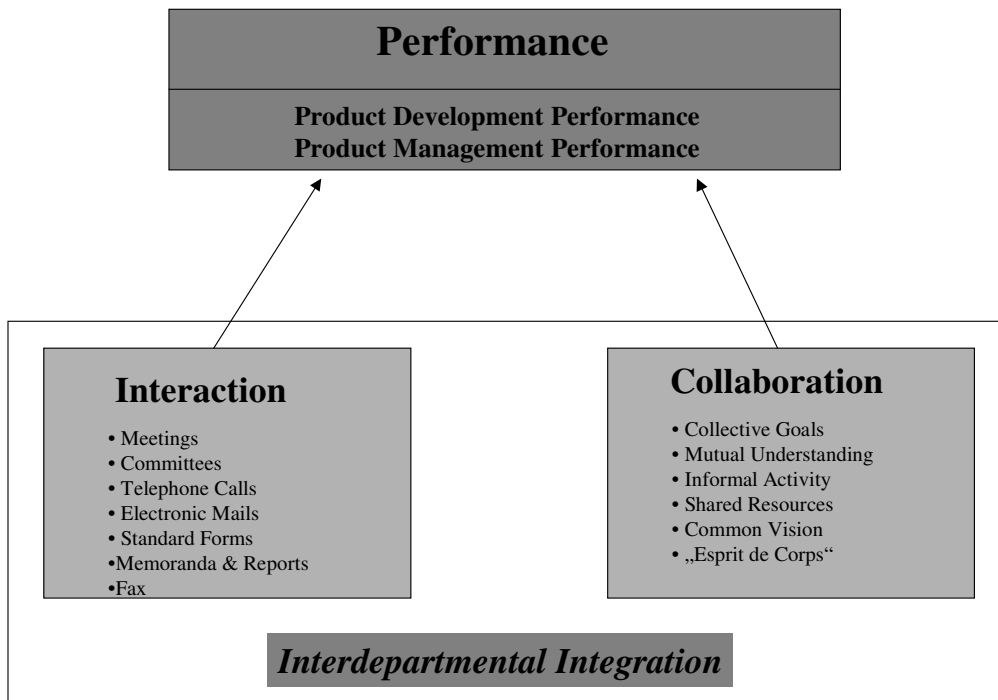 Performance
Product Development Performance
Product Management Performance
Interaction
• Meetings
• Committees
• Telephone Calls
• Electronic Mails
• Standard Forms
•Memoranda & Reports
•Fax
Collaboration
• Collective Goals
• Mutual Understanding
• Informal Activity
• Shared Resources
• Common Vision
• „Esprit de Corps“
Interdepartmental Integration